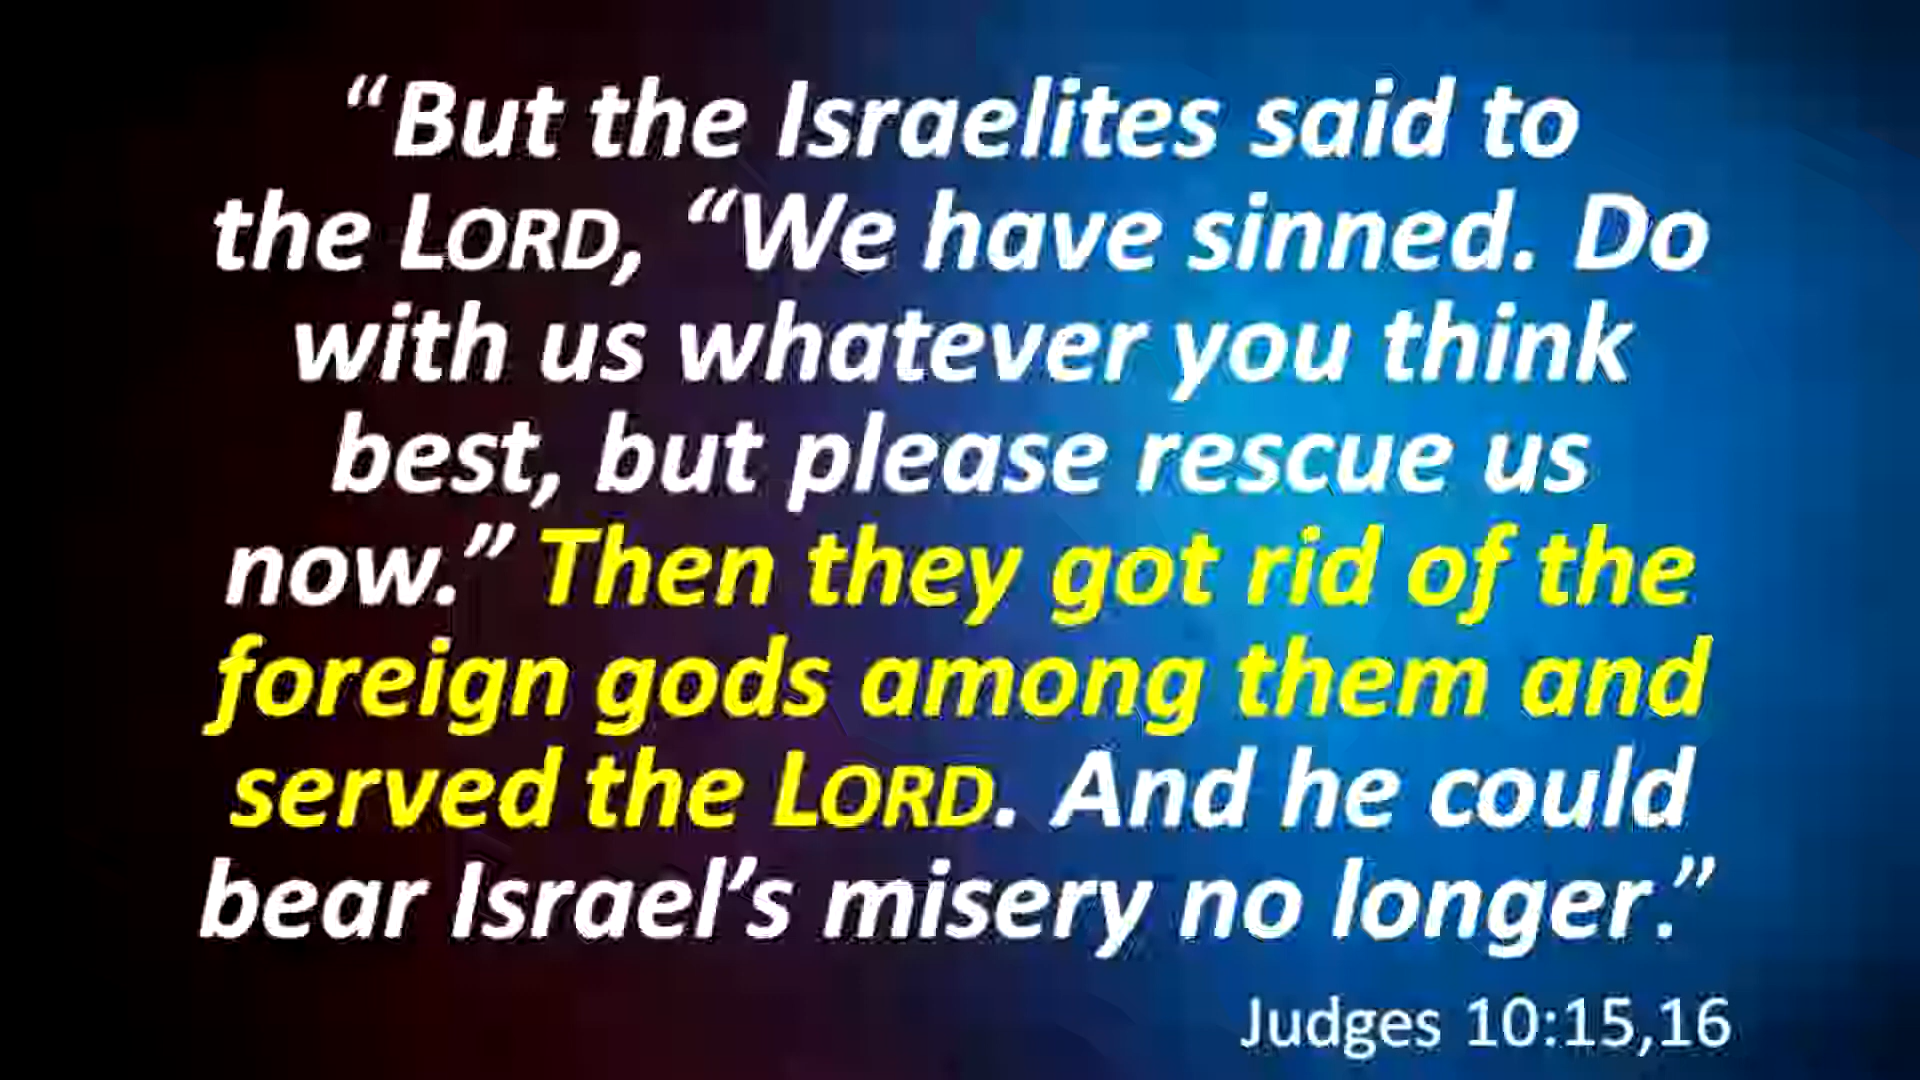 “But the Israelites said to
the LORD, “We have sinned. Do
with us whatever you think
best, but please rescue us
now.” Then they got rid of the
foreign gods among them and
served the LORD. And he could
bear Israel’s misery no longer.”
Judges 10:15,16